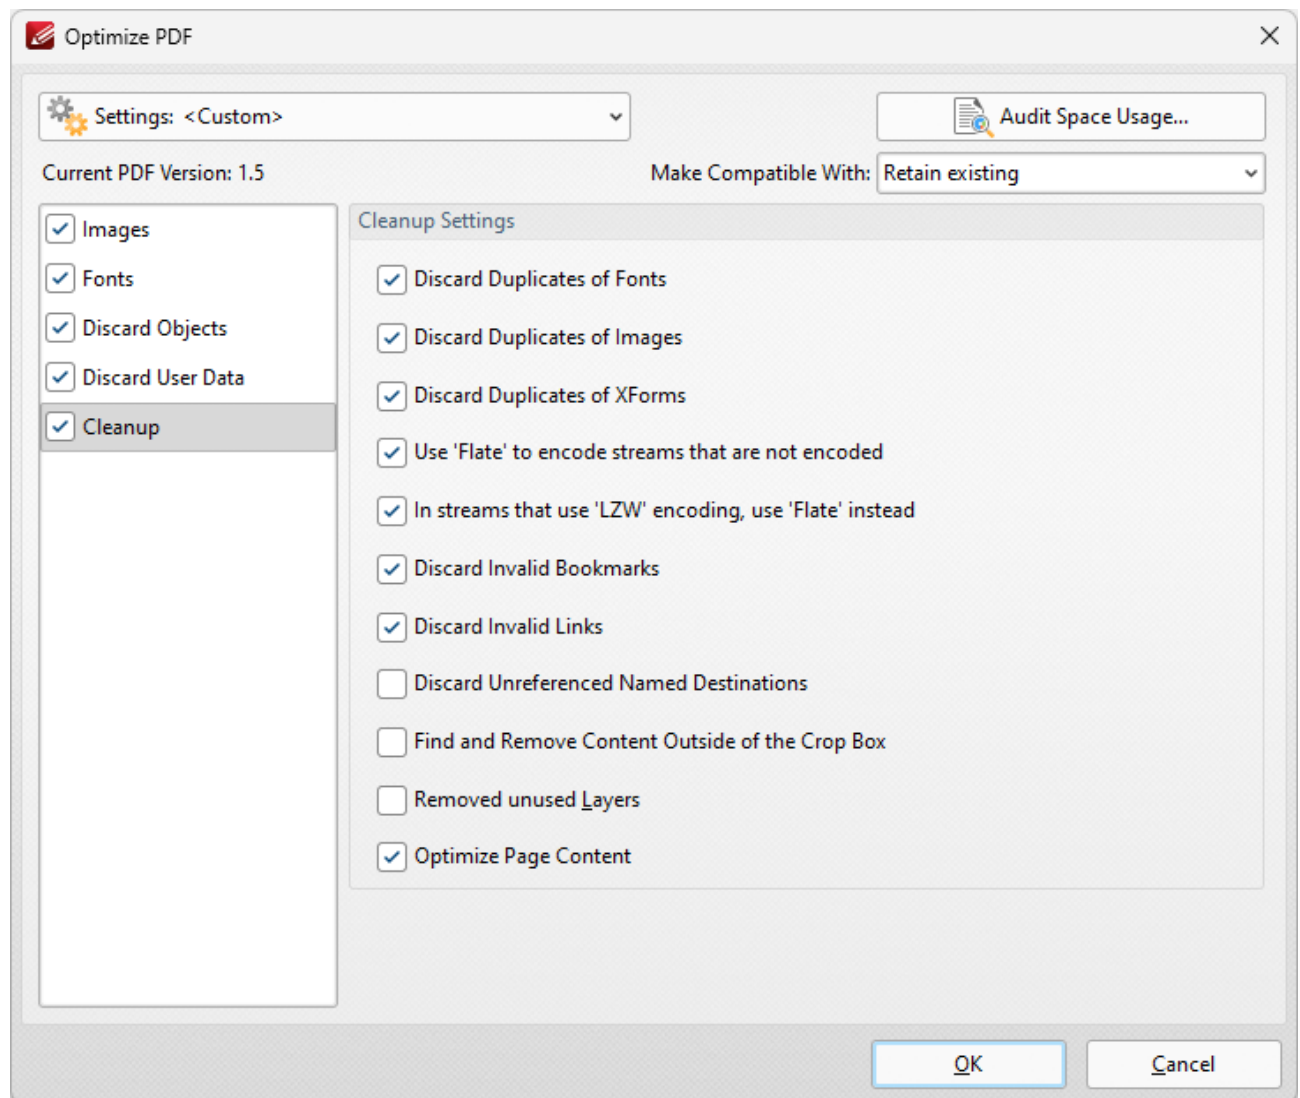 Optimize PDF
Settings: <Custom>
Audit Space Usage...
Current PDF Version: 1.5
Make Compatible With: Retain existing
Images
Fonts
Discard Objects
Discard User Data
Cleanup
Cleanup Settings
Discard Duplicates of Fonts
Discard Duplicates of Images
Discard Duplicates of XForms
Use 'Flate' to encode streams that are not encoded
In streams that use 'LZW' encoding, use 'Flate' instead
Discard Invalid Bookmarks
Discard Invalid Links
Discard Unreferenced Named Destinations
Find and Remove Content Outside of the Crop Box
Removed unused Layers
Optimize Page Content
OK
Cancel